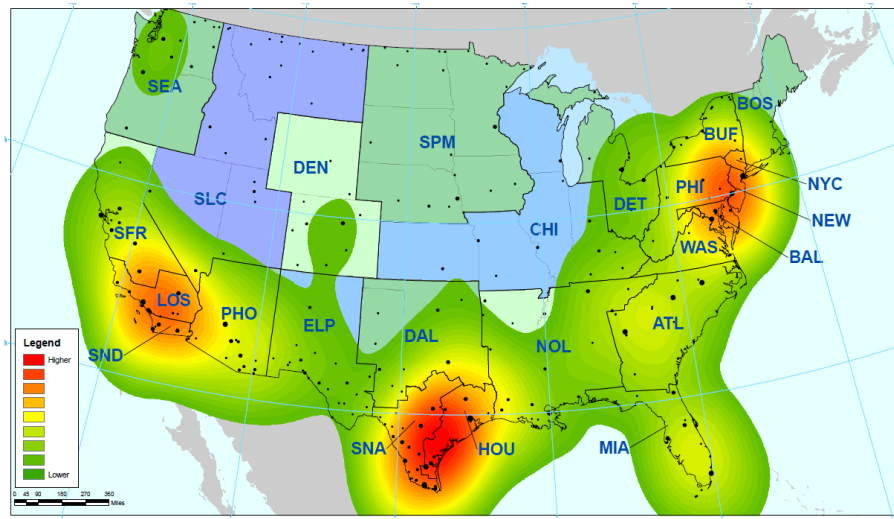 SEA
BOS
BUF
SPM
DEN
NYC
PHI
SLC
DET
NEW
CHI
SFR
WAS
BAL
LOS
PHO
ELP
DAL
NOL
ATL
SND
SNA
HOU
MIA
Legend
Higher
Lower
0 45 90 180 270 360
Miles